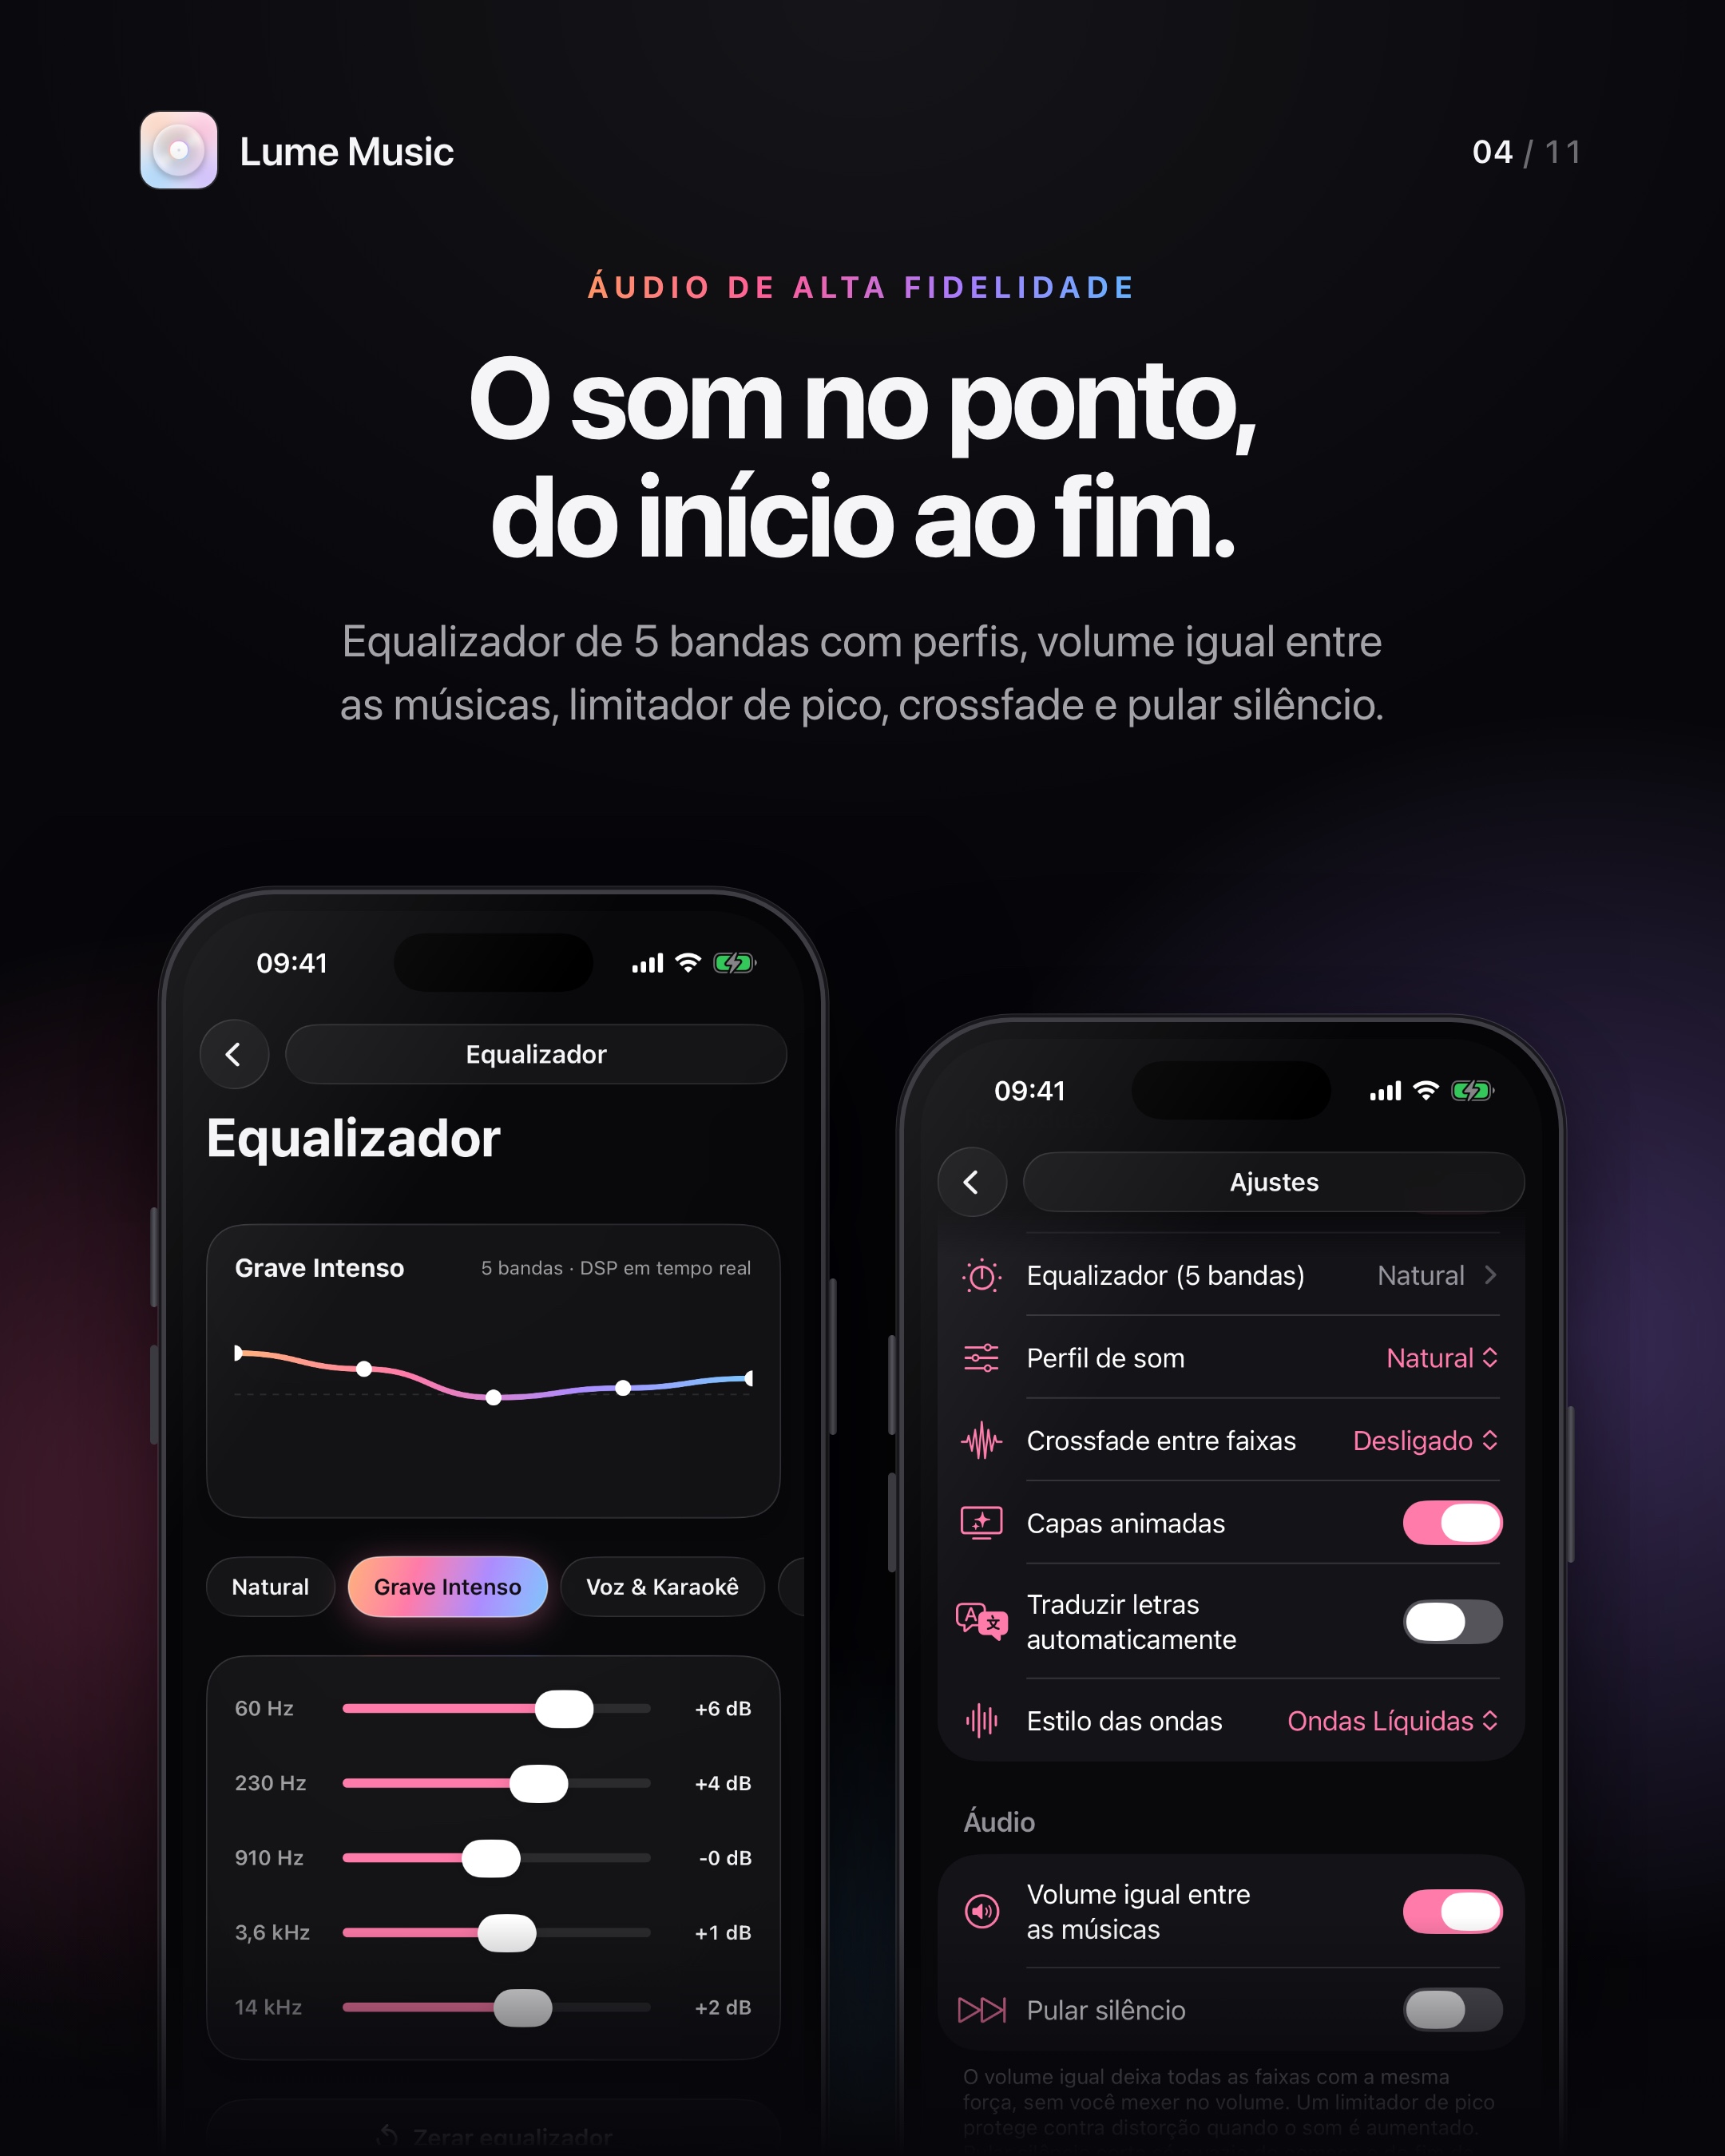 Lume Music
04 / 11
ÁUDIO DE ALTA FIDELIDADE
O som no ponto,
do início ao fim.
Equalizador de 5 bandas com perfis, volume igual entre
as músicas, limitador de pico, crossfade e pular silêncio.
09:41
Equalizador
Equalizador
Grave Intenso
5 bandas · DSP em tempo real
Natural
Grave Intenso
Voz & Karaokê
60 Hz
+6 dB
230 Hz
+4 dB
910 Hz
-0 dB
3,6 kHz
+1 dB
14 kHz
+2 dB
Zerar equalizador
09:41
Ajustes
Equalizador (5 bandas)
Natural
Perfil de som
Natural
Crossfade entre faixas
Desligado
Capas animadas
A 文
Traduzir letras
automaticamente
Estilo das ondas
Ondas Líquidas
Áudio
Volume igual entre
as músicas
Pular silêncio
O volume igual deixa todas as faixas com a mesma
força, sem você mexer no volume. Um limitador de pico
protege contra distorção quando o som é aumentado.